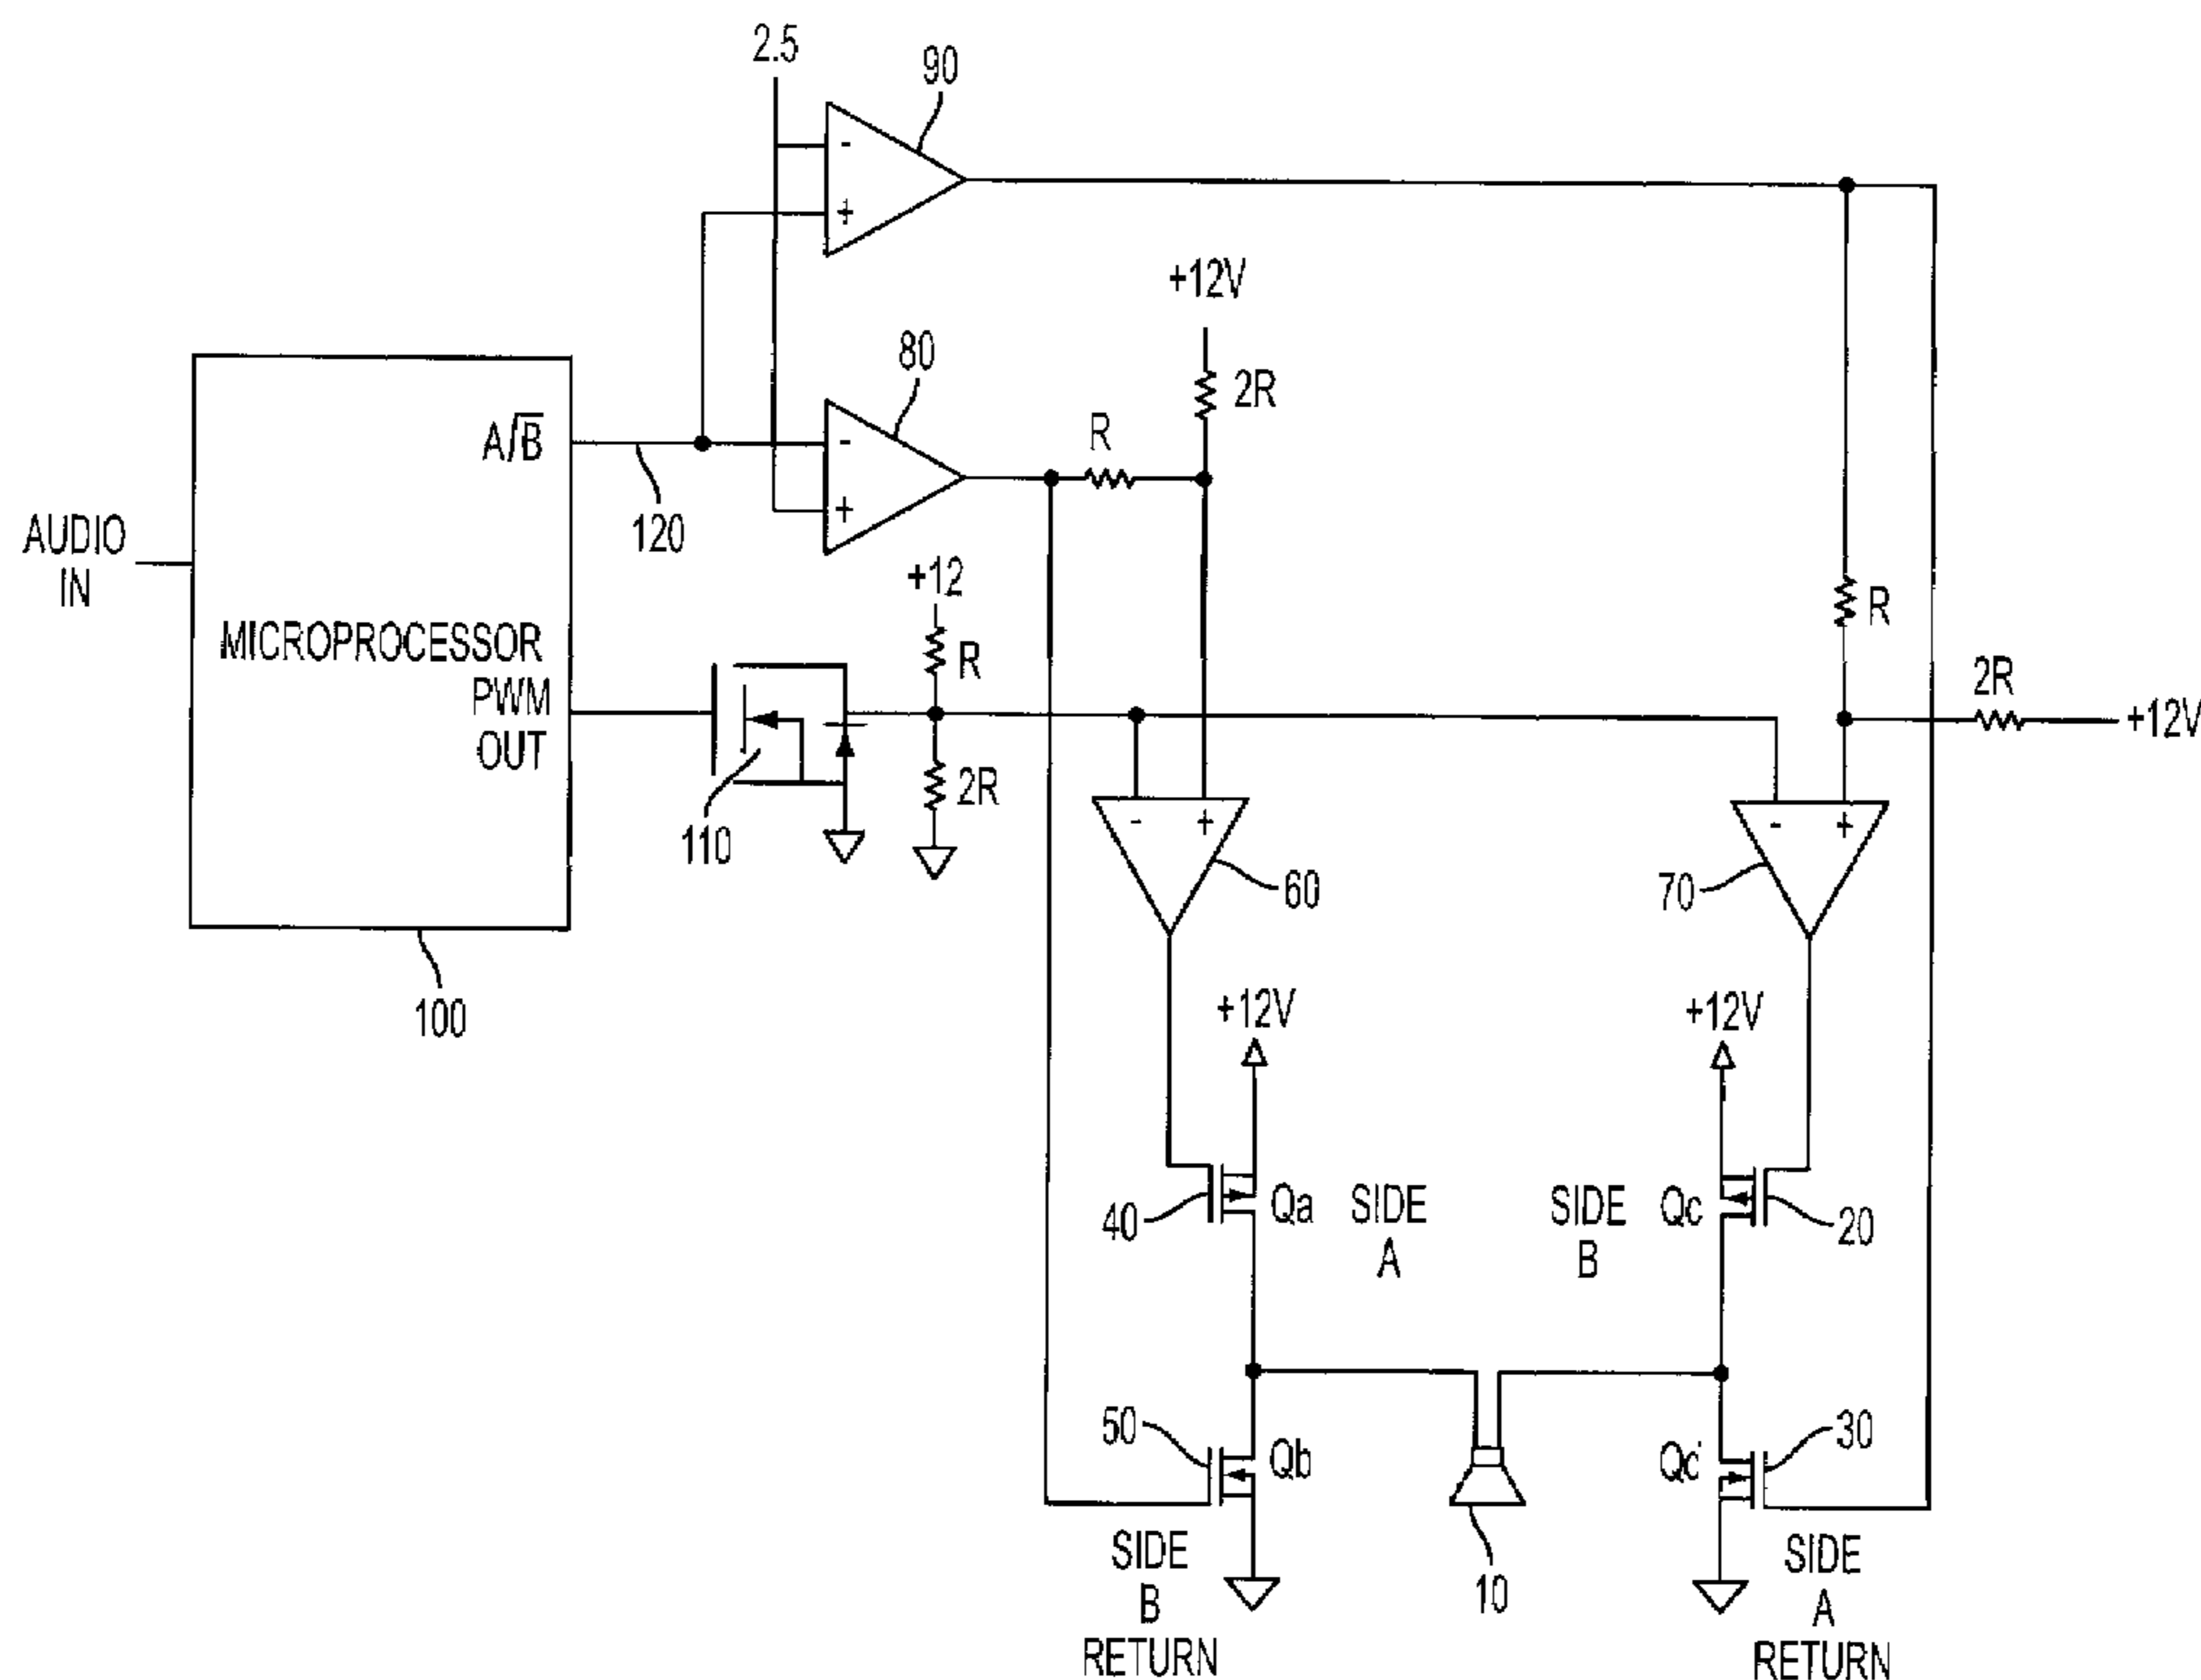 2.5
90
+12V
80
2R
R
A/B̅
120
AUDIO
IN
+12
R
MICROPROCESSOR
PWM
OUT
2R
110
100
R
2R
+12V
60
70
+12V
+12V
40
Qa
SIDE
A
SIDE
B
Qc
20
50
Qb
Qd
30
10
SIDE
B
RETURN
SIDE
A
RETURN
-
+
-
+
-
+
-
+